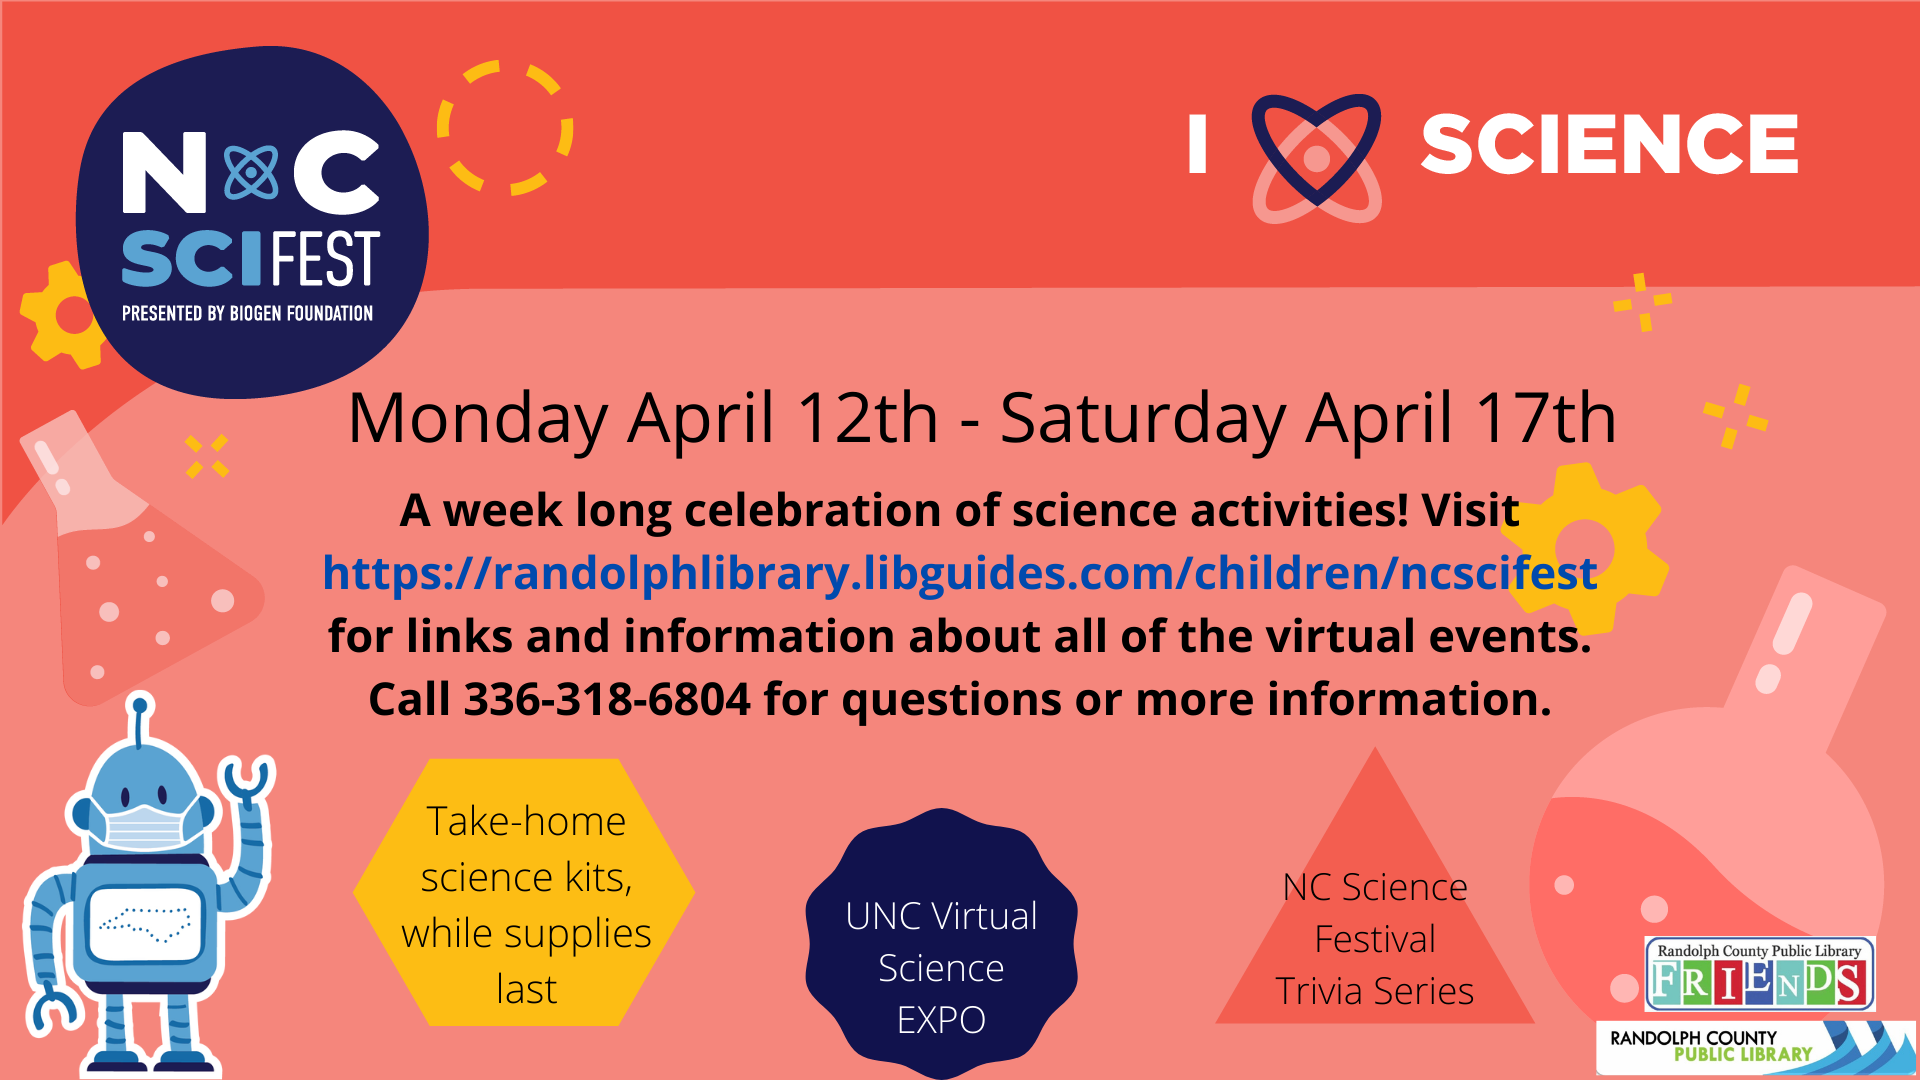 N C
SCIFEST
PRESENTED BY BIOGEN FOUNDATION
I SCIENCE
Monday April 12th - Saturday April 17th
A week long celebration of science activities! Visit
https://randolphlibrary.libguides.com/children/ncscifest
for links and information about all of the virtual events.
Call 336-318-6804 for questions or more information.
Take-home
science kits,
while supplies
last
UNC Virtual
Science
EXPO
NC Science
Festival
Trivia Series
Randolph County Public Library
FRIENDS
RANDOLPH COUNTY
PUBLIC LIBRARY